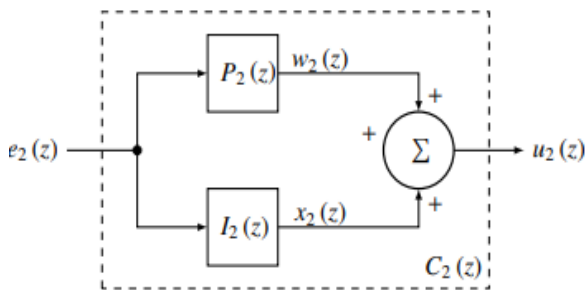 P₂(z)
w₂(z)
+
e₂(z)
+
Σ
u₂(z)
I₂(z)
x₂(z)
+
C₂(z)